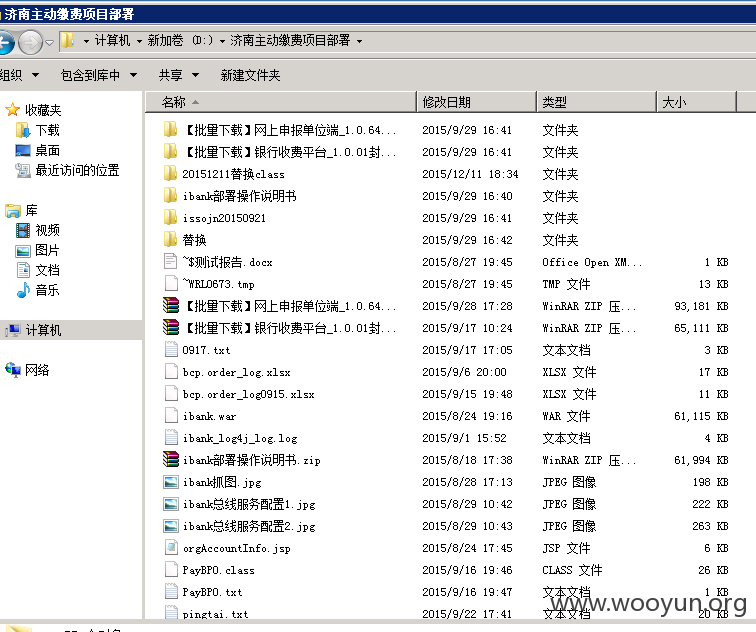 济南主动缴费项目部署
计算机 新加卷 (D:) 济南主动缴费项目部署
组织 包含到库中 共享 新建文件夹
收藏夹
下载
桌面
最近访问的位置
库
视频
图片
文档
音乐
计算机
网络
名称 修改日期 类型 大小
【批量下载】网上申报单位端_1.0.64... 2015/9/29 16:41 文件夹
【批量下载】银行收费平台_1.0.01封... 2015/9/29 16:41 文件夹
20151211替换class 2015/12/11 18:34 文件夹
ibank部署操作说明书 2015/9/29 16:40 文件夹
issojn20150921 2015/9/29 16:41 文件夹
替换 2015/9/29 16:42 文件夹
~$测试报告.docx 2015/8/27 19:45 Office Open XM... 1 KB
~WRL0673.tmp 2015/8/27 19:45 TMP 文件 13 KB
【批量下载】网上申报单位端_1.0.64... 2015/9/28 17:28 WinRAR ZIP 压... 93,181 KB
【批量下载】银行收费平台_1.0.01封... 2015/9/17 10:24 WinRAR ZIP 压... 65,111 KB
0917.txt 2015/9/17 17:05 文本文档 3 KB
bcp.order_log.xlsx 2015/9/6 20:00 XLSX 文件 17 KB
bcp.order_log0915.xlsx 2015/9/15 19:48 XLSX 文件 11 KB
ibank.war 2015/8/24 19:16 WAR 文件 61,115 KB
ibank_log4j_log.log 2015/9/1 15:52 文本文档 4 KB
ibank部署操作说明书.zip 2015/8/18 17:38 WinRAR ZIP 压... 61,994 KB
ibank抓图.jpg 2015/8/28 17:13 JPEG 图像 198 KB
ibank总线服务配置1.jpg 2015/8/29 10:42 JPEG 图像 222 KB
ibank总线服务配置2.jpg 2015/8/29 10:43 JPEG 图像 263 KB
orgAccountInfo.jsp 2015/8/24 17:45 JSP 文件 6 KB
PayBPO.class 2015/9/16 19:46 CLASS 文件 26 KB
PayBPO.txt 2015/9/16 19:47 文本文档 1 KB
pingtai.txt 2015/9/22 17:41 文本文档 20 KB
www.wooyun.org